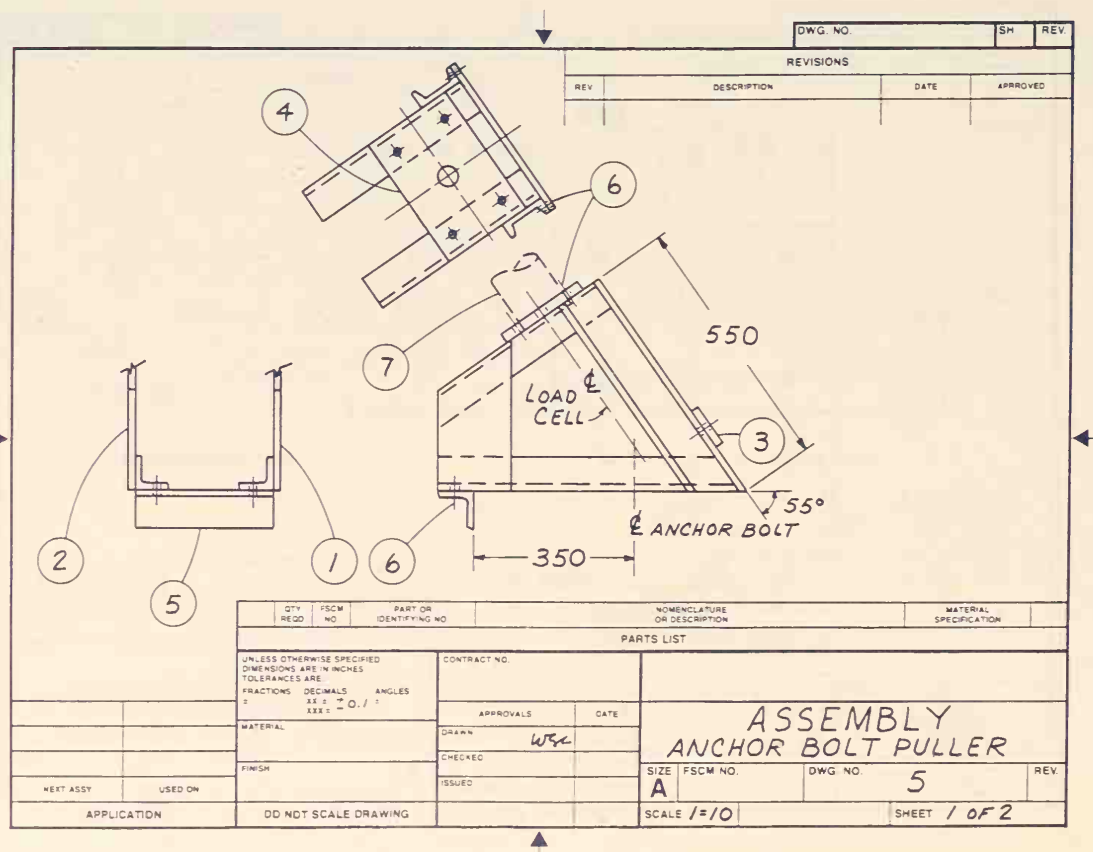 DWG. NO. SH REV.
REVISIONS
REV DESCRIPTION DATE APPROVED
4
6
7
550
LOAD ℄
CELL
3
55°
℄ ANCHOR BOLT
350
2
1
6
5
QTY REQD FSCM NO PART OR IDENTIFYING NO NOMENCLATURE OR DESCRIPTION MATERIAL SPECIFICATION
PARTS LIST
UNLESS OTHERWISE SPECIFIED
DIMENSIONS ARE IN INCHES
TOLERANCES ARE
FRACTIONS DECIMALS ANGLES
± .XX ± ± 0.1 ±
.XXX ±
MATERIAL
FINISH
DO NOT SCALE DRAWING
CONTRACT NO.
APPROVALS DATE
DRAWN
CHECKED
ISSUED
ASSEMBLY
ANCHOR BOLT PULLER
SIZE FSCM NO. DWG. NO. REV.
A 5
SCALE 1=10 SHEET 1 OF 2
NEXT ASSY USED ON
APPLICATION